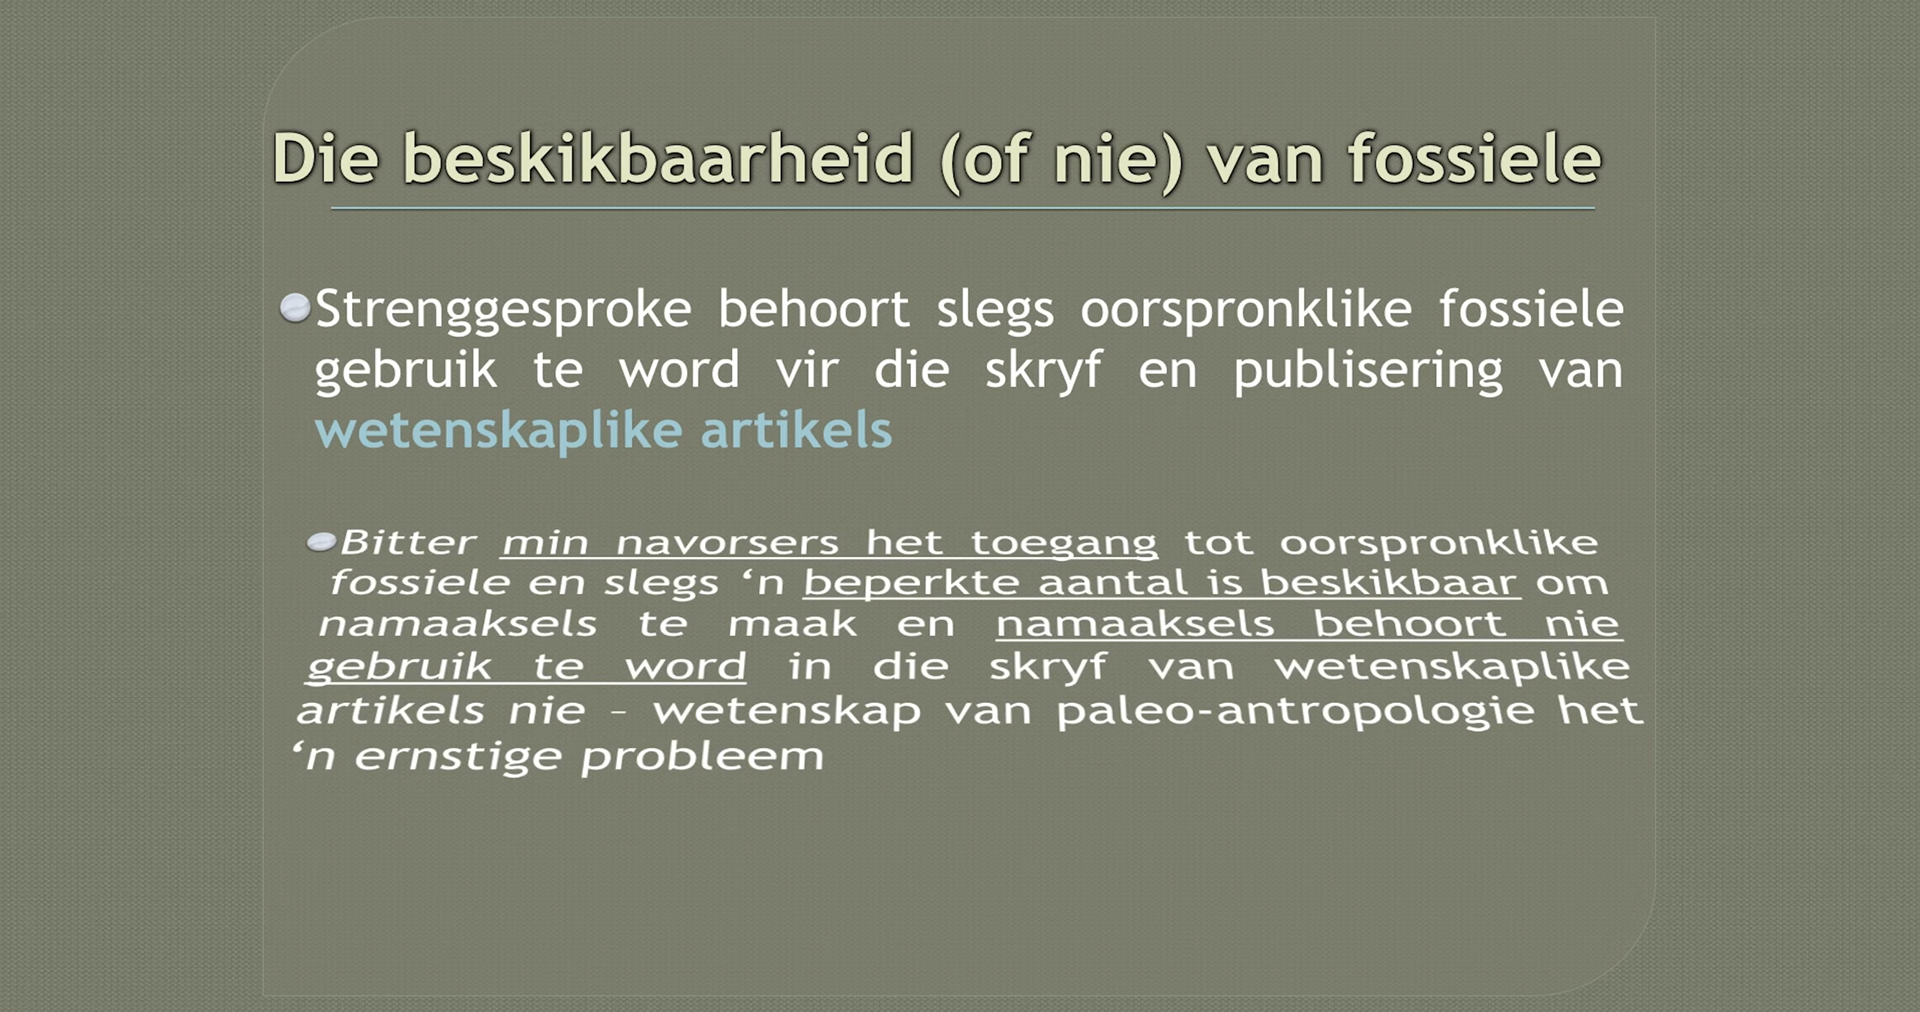 Die beskikbaarheid (of nie) van fossiele
Strenggesproke behoort slegs oorspronklike fossiele
gebruik te word vir die skryf en publisering van
wetenskaplike artikels
Bitter min navorsers het toegang tot oorspronklike
fossiele en slegs ‘n beperkte aantal is beskikbaar om
namaaksels te maak en namaaksels behoort nie
gebruik te word in die skryf van wetenskaplike
artikels nie – wetenskap van paleo-antropologie het
‘n ernstige probleem